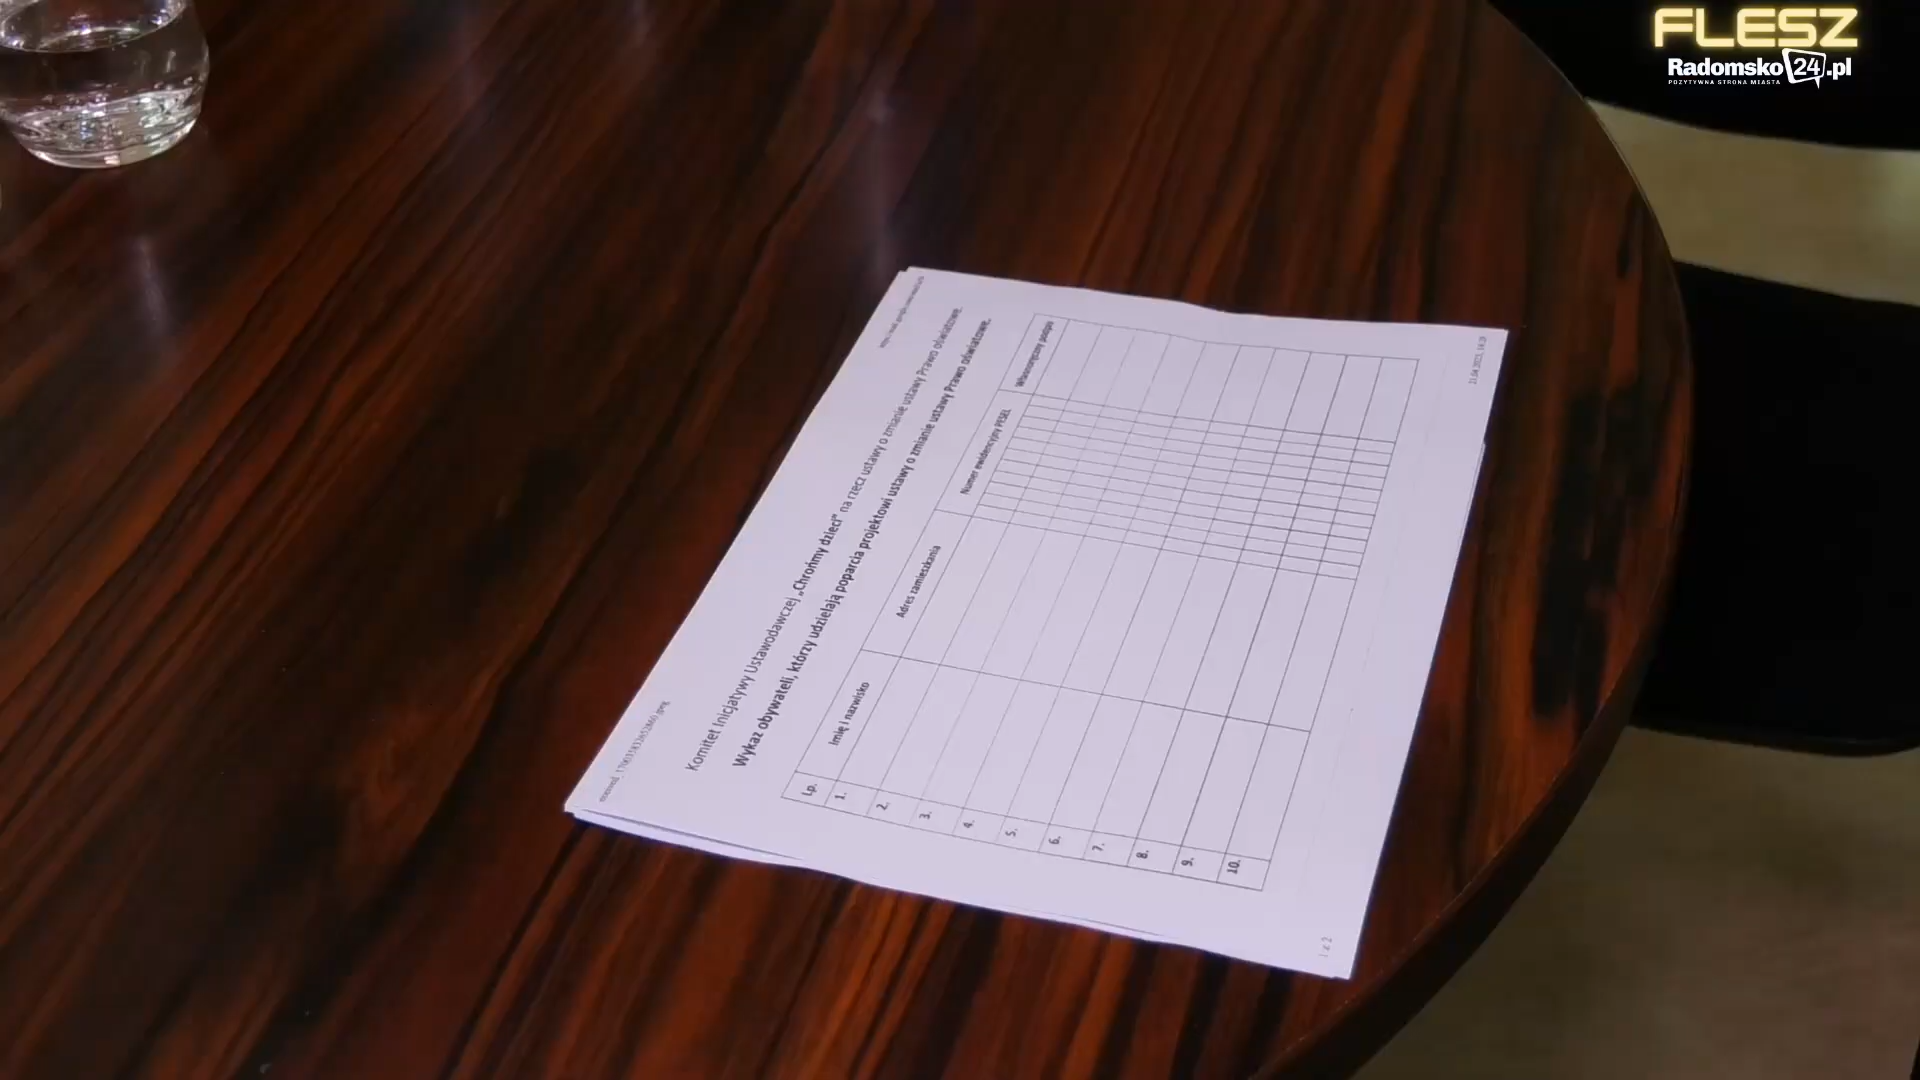 FLESZ
Radomsko24.pl
POZYTYWNA STRONA MIASTA
Komitet Inicjatywy Ustawodawczej „Chrońmy dzieci” na rzecz ustawy o zmianie ustawy Prawo oświatowe.
Wykaz obywateli, którzy udzielają poparcia projektowi ustawy o zmianie ustawy Prawo oświatowe.
Lp. Imię i nazwisko Adres zamieszkania Numer ewidencyjny PESEL Własnoręczny podpis
1.
2.
3.
4.
5.
6.
7.
8.
9.
10.
1 z 2